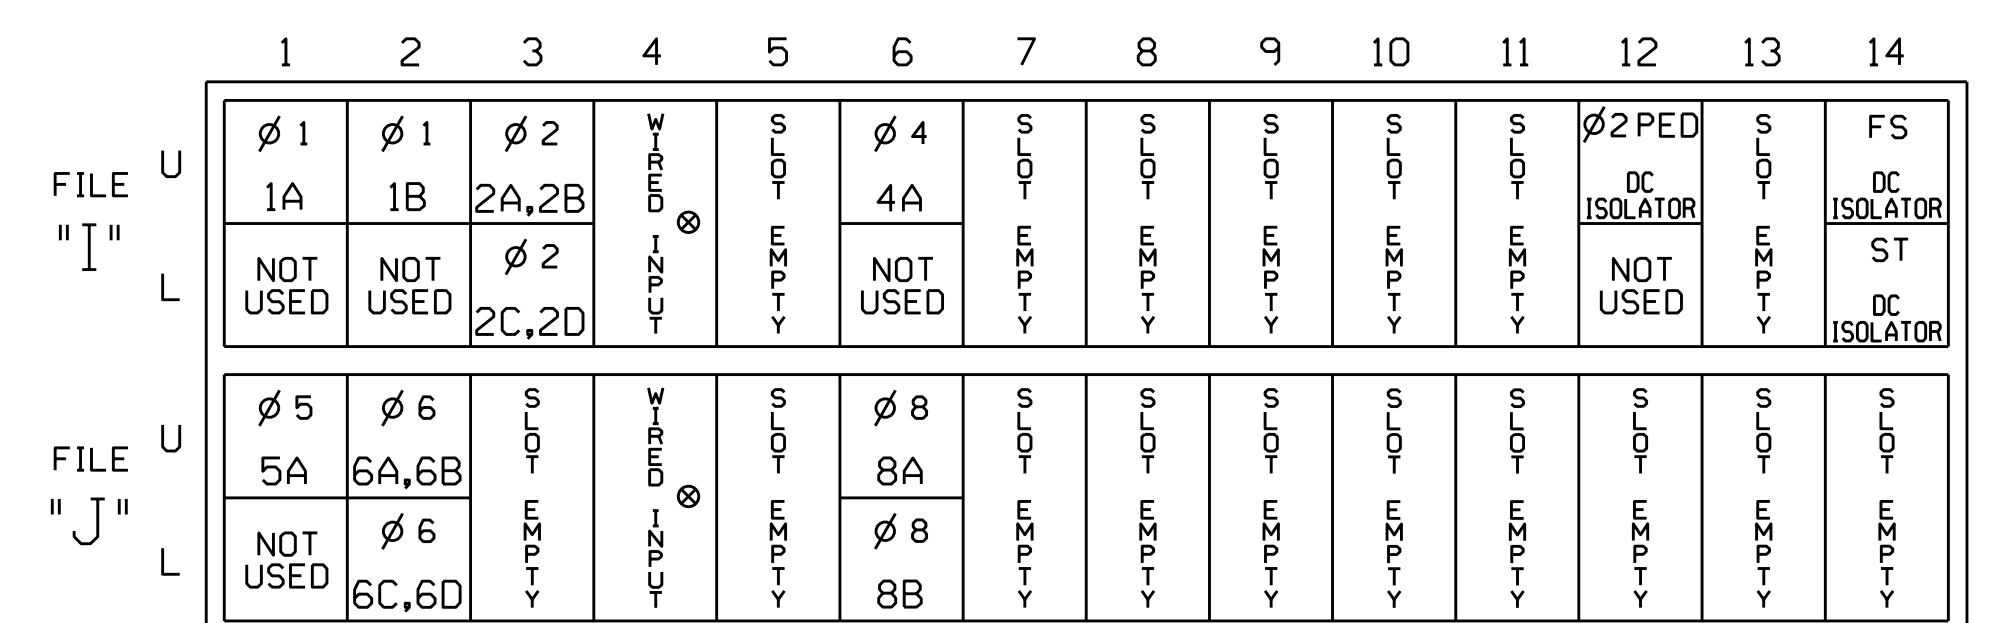 1 2 3 4 5 6 7 8 9 10 11 12 13 14
FILE "I"
U
L
Ø 1
1A
NOT USED
Ø 1
1B
NOT USED
Ø 2
2A,2B
Ø 2
2C,2D
WIRED INPUT
SLOT EMPTY
Ø 4
4A
NOT USED
SLOT EMPTY
SLOT EMPTY
SLOT EMPTY
SLOT EMPTY
SLOT EMPTY
Ø2 PED
DC
ISOLATOR
NOT USED
SLOT EMPTY
FS
DC
ISOLATOR
ST
DC
ISOLATOR
FILE "J"
U
L
Ø 5
5A
NOT USED
Ø 6
6A,6B
Ø 6
6C,6D
SLOT EMPTY
WIRED INPUT
SLOT EMPTY
Ø 8
8A
Ø 8
8B
SLOT EMPTY
SLOT EMPTY
SLOT EMPTY
SLOT EMPTY
SLOT EMPTY
SLOT EMPTY
SLOT EMPTY
SLOT EMPTY